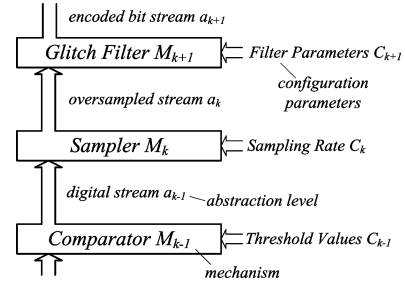 encoded bit stream a_{k+1}
Glitch Filter M_{k+1}
Filter Parameters C_{k+1}
configuration
parameters
oversampled stream a_k
Sampler M_k
Sampling Rate C_k
digital stream a_{k-1}
abstraction level
Comparator M_{k-1}
Threshold Values C_{k-1}
mechanism